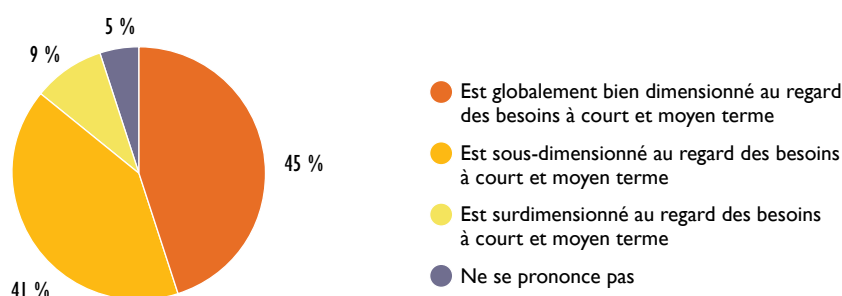 5 %
9 %
45 %
41 %
Est globalement bien dimensionné au regard
des besoins à court et moyen terme
Est sous-dimensionné au regard des besoins
à court et moyen terme
Est surdimensionné au regard des besoins
à court et moyen terme
Ne se prononce pas